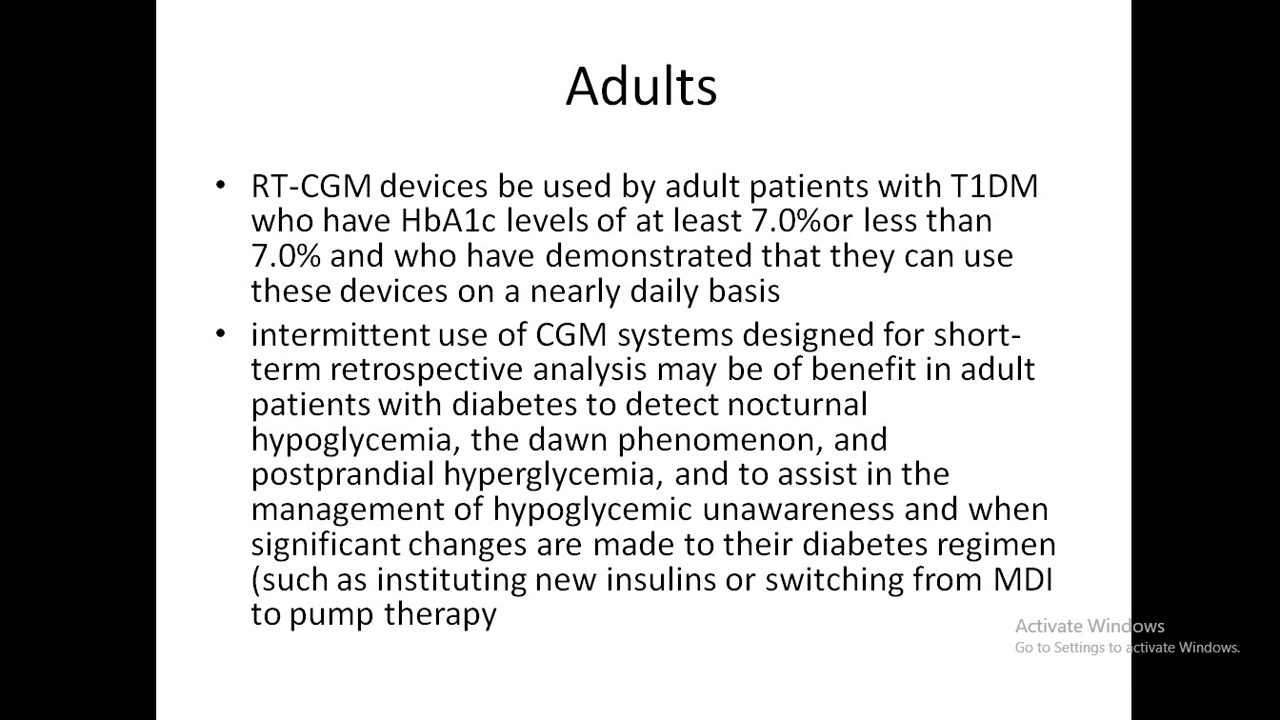 Adults
• RT-CGM devices be used by adult patients with T1DM
who have HbA1c levels of at least 7.0%or less than
7.0% and who have demonstrated that they can use
these devices on a nearly daily basis
• intermittent use of CGM systems designed for short-
term retrospective analysis may be of benefit in adult
patients with diabetes to detect nocturnal
hypoglycemia, the dawn phenomenon, and
postprandial hyperglycemia, and to assist in the
management of hypoglycemic unawareness and when
significant changes are made to their diabetes regimen
(such as instituting new insulins or switching from MDI
to pump therapy
Activate Windows
Go to Settings to activate Windows.